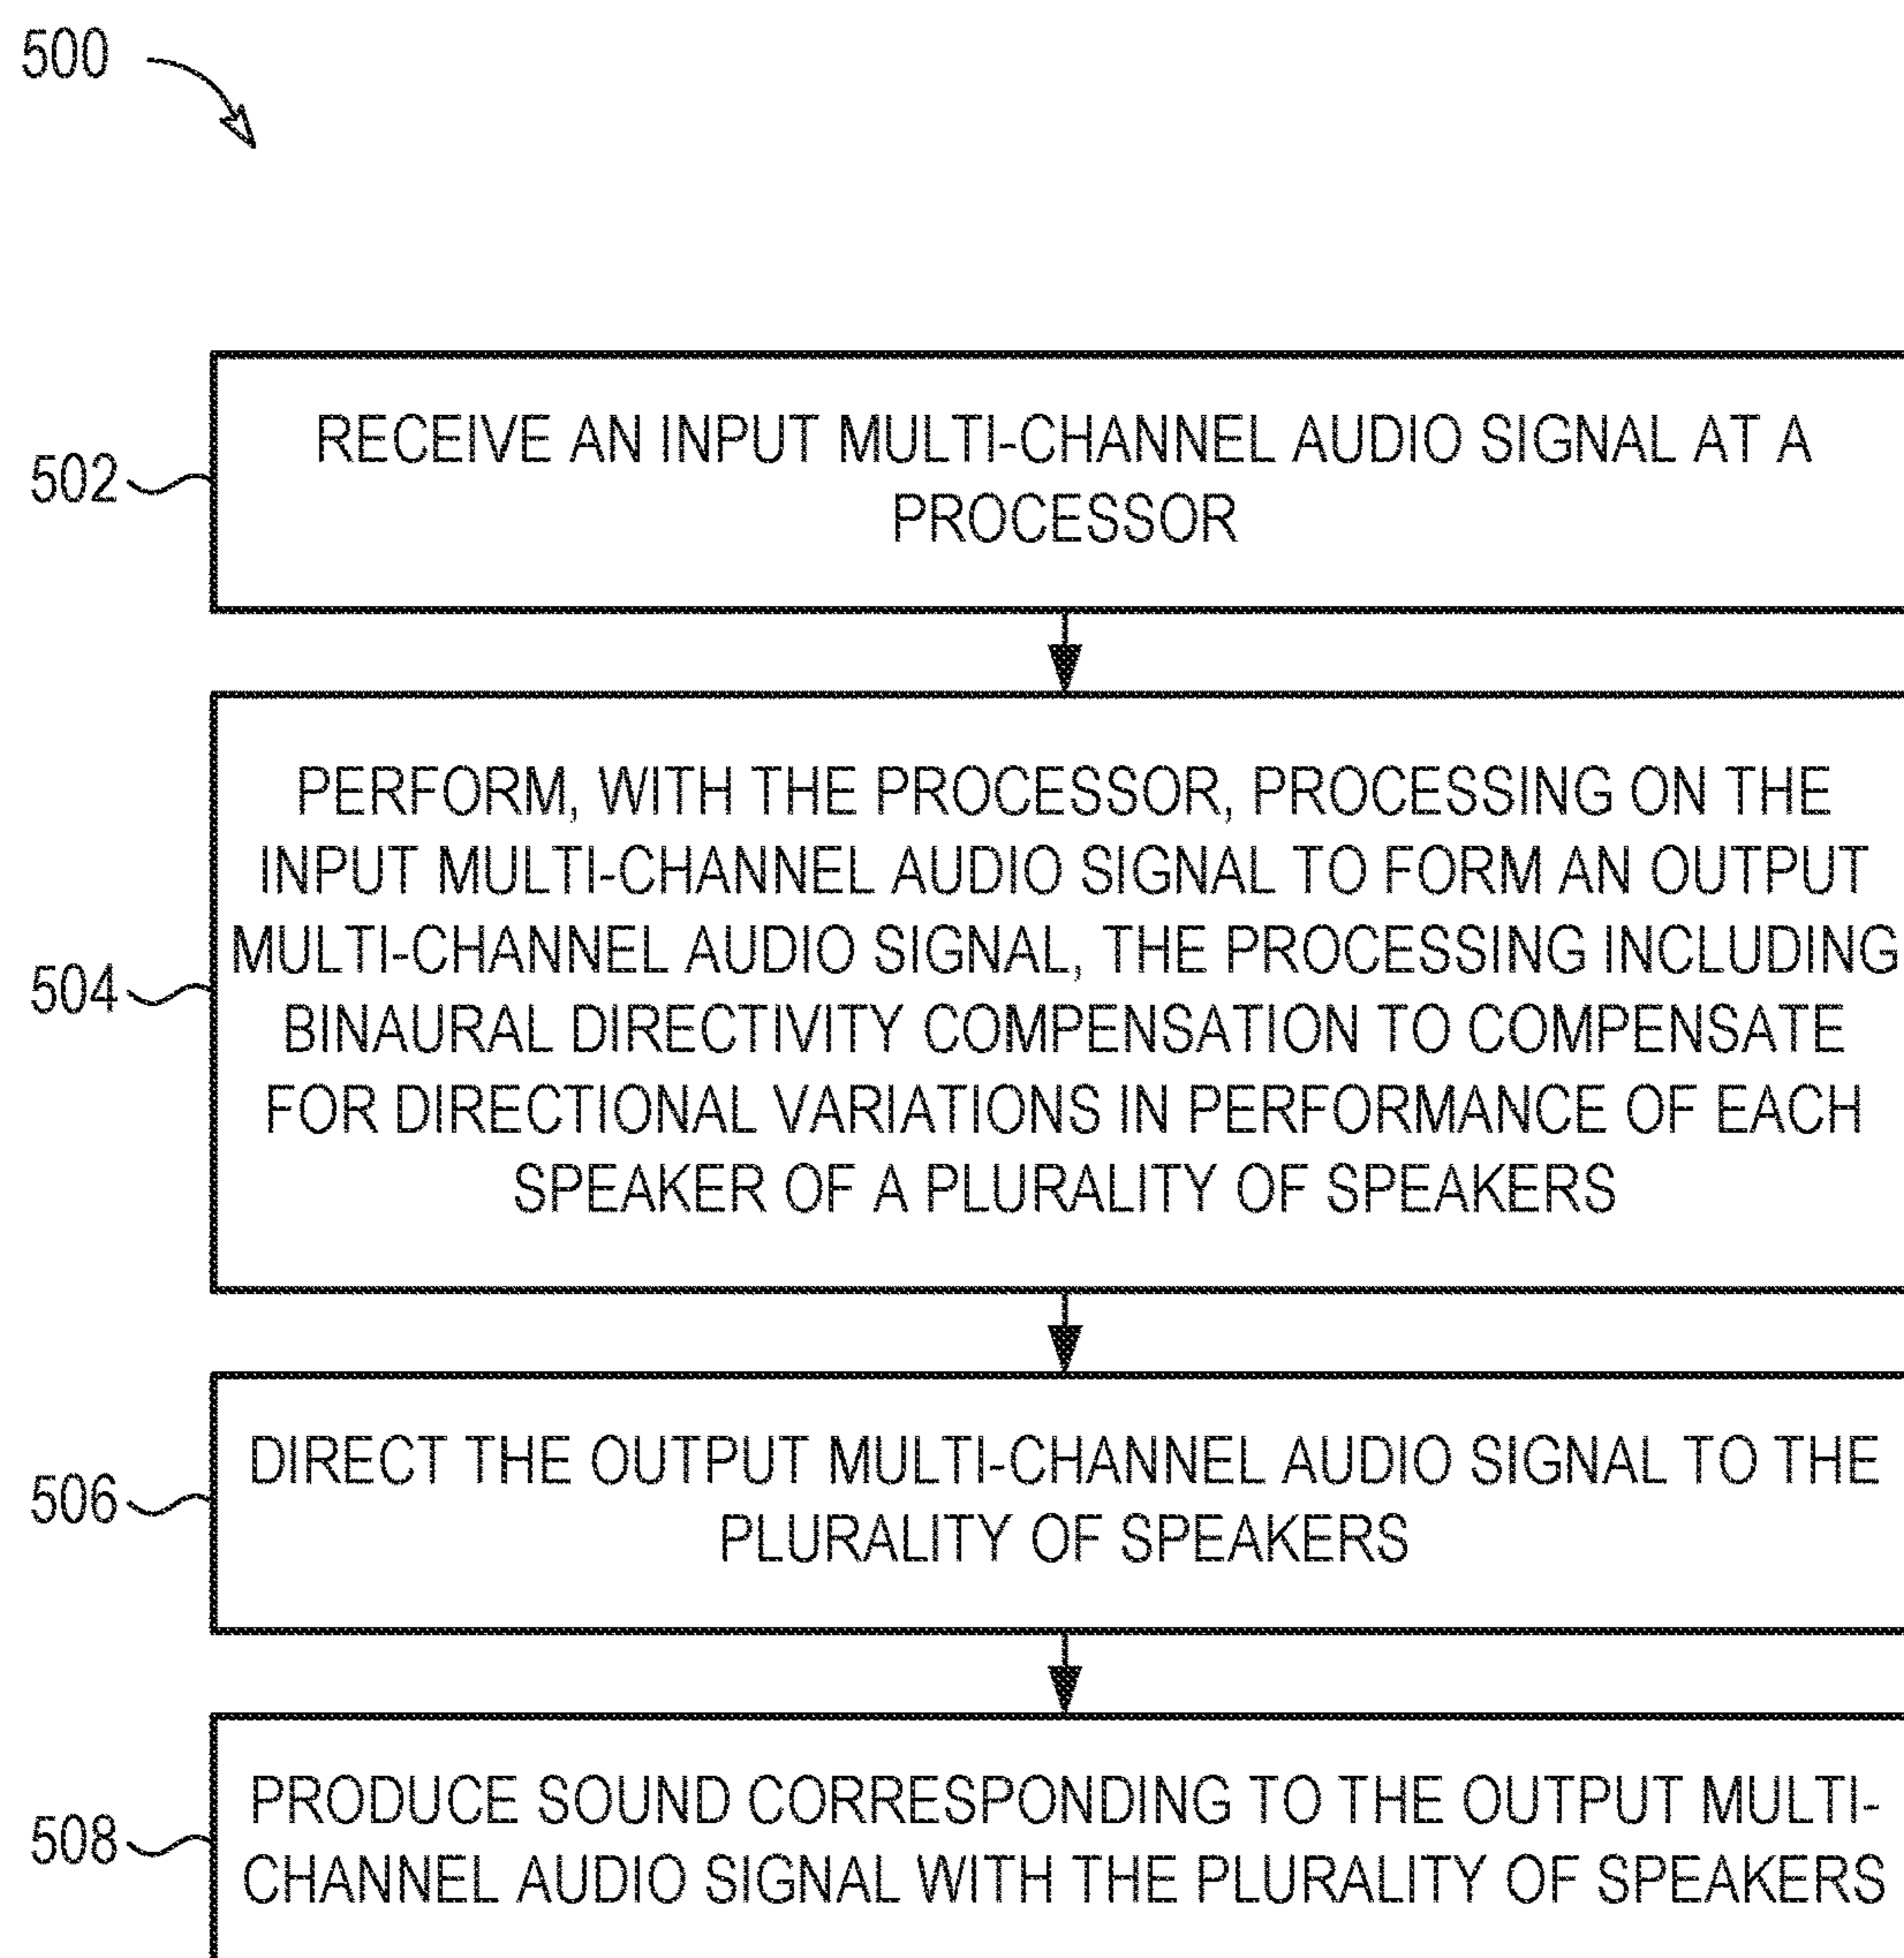 500
502
RECEIVE AN INPUT MULTI-CHANNEL AUDIO SIGNAL AT A
PROCESSOR
504
PERFORM, WITH THE PROCESSOR, PROCESSING ON THE
INPUT MULTI-CHANNEL AUDIO SIGNAL TO FORM AN OUTPUT
MULTI-CHANNEL AUDIO SIGNAL, THE PROCESSING INCLUDING
BINAURAL DIRECTIVITY COMPENSATION TO COMPENSATE
FOR DIRECTIONAL VARIATIONS IN PERFORMANCE OF EACH
SPEAKER OF A PLURALITY OF SPEAKERS
506
DIRECT THE OUTPUT MULTI-CHANNEL AUDIO SIGNAL TO THE
PLURALITY OF SPEAKERS
508
PRODUCE SOUND CORRESPONDING TO THE OUTPUT MULTI-
CHANNEL AUDIO SIGNAL WITH THE PLURALITY OF SPEAKERS